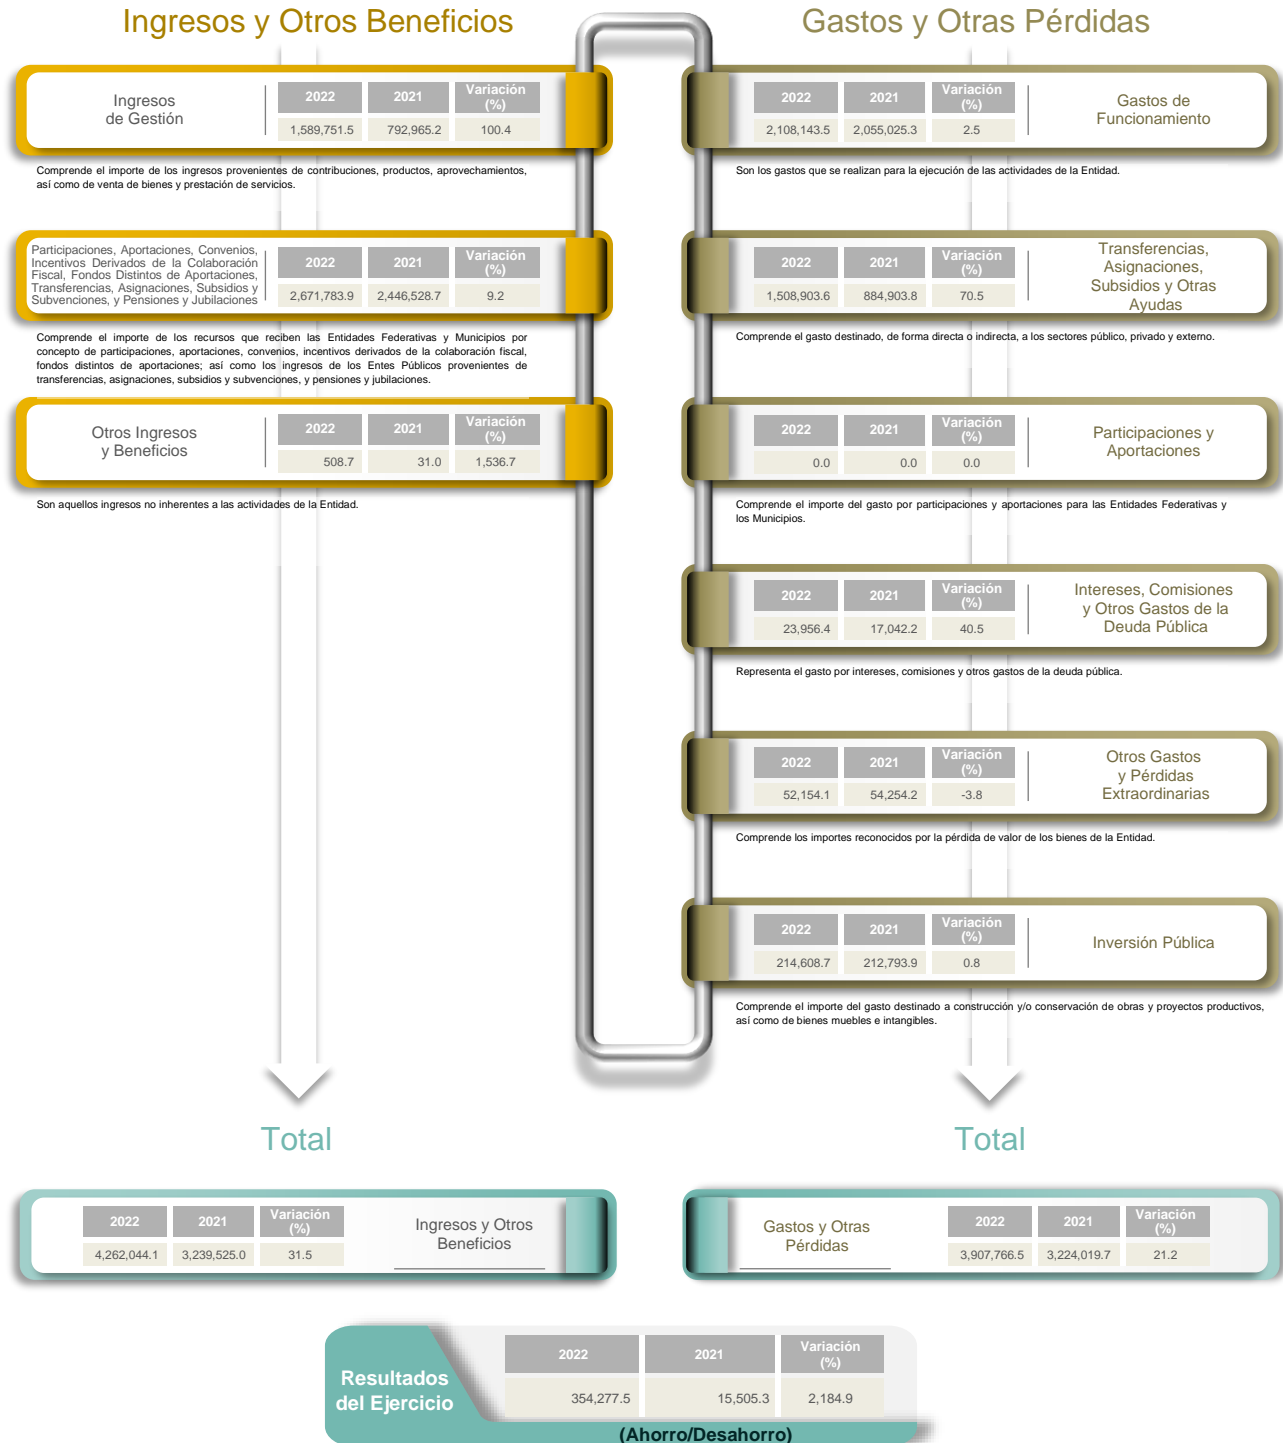 Ingresos y Otros Beneficios
Ingresos
de Gestión
2022 2021 Variación
(%)
1,589,751.5 792,965.2 100.4
Comprende el importe de los ingresos provenientes de contribuciones, productos, aprovechamientos,
así como de venta de bienes y prestación de servicios.
Participaciones, Aportaciones, Convenios,
Incentivos Derivados de la Colaboración
Fiscal, Fondos Distintos de Aportaciones,
Transferencias, Asignaciones, Subsidios y
Subvenciones, y Pensiones y Jubilaciones
2022 2021 Variación
(%)
2,671,783.9 2,446,528.7 9.2
Comprende el importe de los recursos que reciben las Entidades Federativas y Municipios por
concepto de participaciones, aportaciones, convenios, incentivos derivados de la colaboración fiscal,
fondos distintos de aportaciones; así como los ingresos de los Entes Públicos provenientes de
transferencias, asignaciones, subsidios y subvenciones, y pensiones y jubilaciones.
Otros Ingresos
y Beneficios
2022 2021 Variación
(%)
508.7 31.0 1,536.7
Son aquellos ingresos no inherentes a las actividades de la Entidad.
Gastos y Otras Pérdidas
2022 2021 Variación
(%)
2,108,143.5 2,055,025.3 2.5
Gastos de
Funcionamiento
Son los gastos que se realizan para la ejecución de las actividades de la Entidad.
2022 2021 Variación
(%)
1,508,903.6 884,903.8 70.5
Transferencias,
Asignaciones,
Subsidios y Otras
Ayudas
Comprende el gasto destinado, de forma directa o indirecta, a los sectores público, privado y externo.
2022 2021 Variación
(%)
0.0 0.0 0.0
Participaciones y
Aportaciones
Comprende el importe del gasto por participaciones y aportaciones para las Entidades Federativas y
los Municipios.
2022 2021 Variación
(%)
23,956.4 17,042.2 40.5
Intereses, Comisiones
y Otros Gastos de la
Deuda Pública
Representa el gasto por intereses, comisiones y otros gastos de la deuda pública.
2022 2021 Variación
(%)
52,154.1 54,254.2 -3.8
Otros Gastos
y Pérdidas
Extraordinarias
Comprende los importes reconocidos por la pérdida de valor de los bienes de la Entidad.
2022 2021 Variación
(%)
214,608.7 212,793.9 0.8
Inversión Pública
Comprende el importe del gasto destinado a construcción y/o conservación de obras y proyectos productivos,
así como de bienes muebles e intangibles.
Total
2022 2021 Variación
(%)
4,262,044.1 3,239,525.0 31.5
Ingresos y Otros
Beneficios
Total
Gastos y Otras
Pérdidas
2022 2021 Variación
(%)
3,907,766.5 3,224,019.7 21.2
Resultados
del Ejercicio
2022 2021 Variación
(%)
354,277.5 15,505.3 2,184.9
(Ahorro/Desahorro)